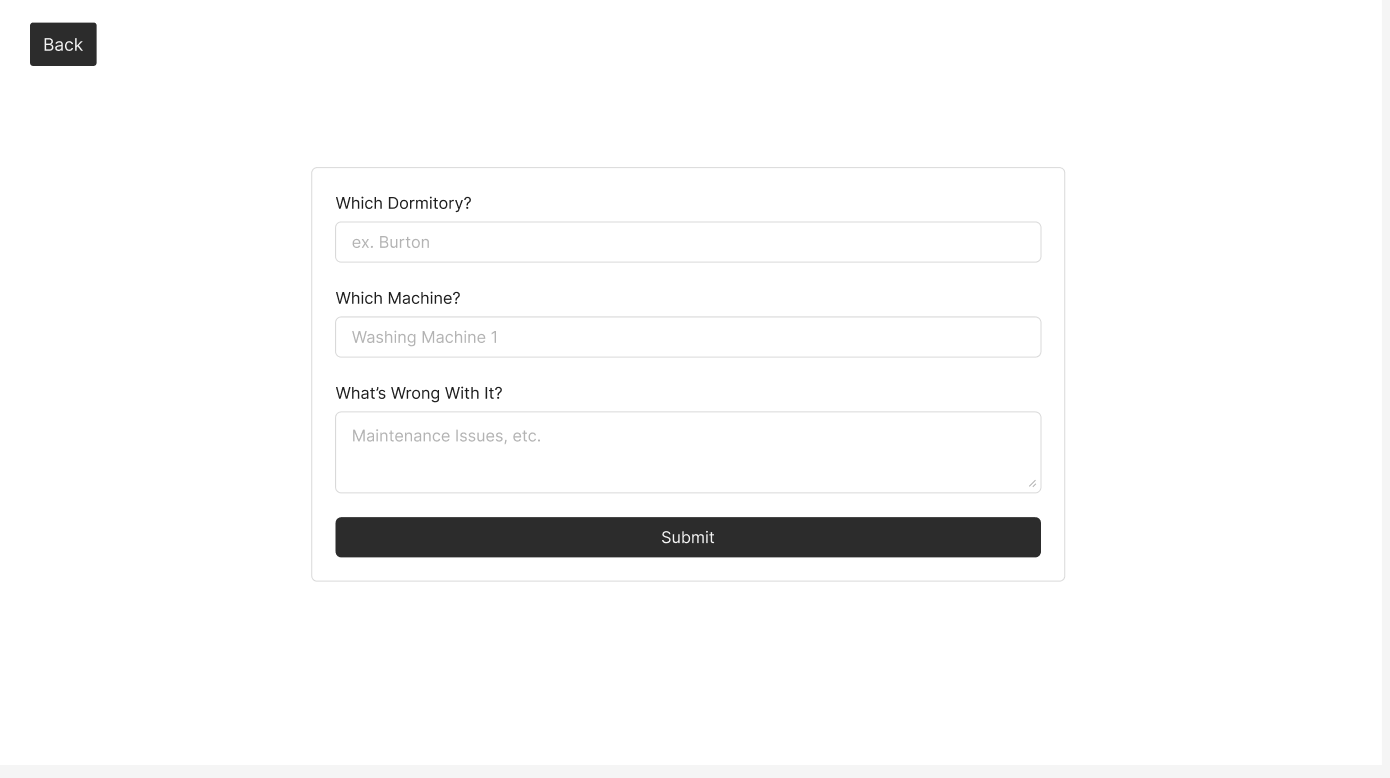 Back
Which Dormitory?
ex. Burton
Which Machine?
Washing Machine 1
What’s Wrong With It?
Maintenance Issues, etc.
Submit